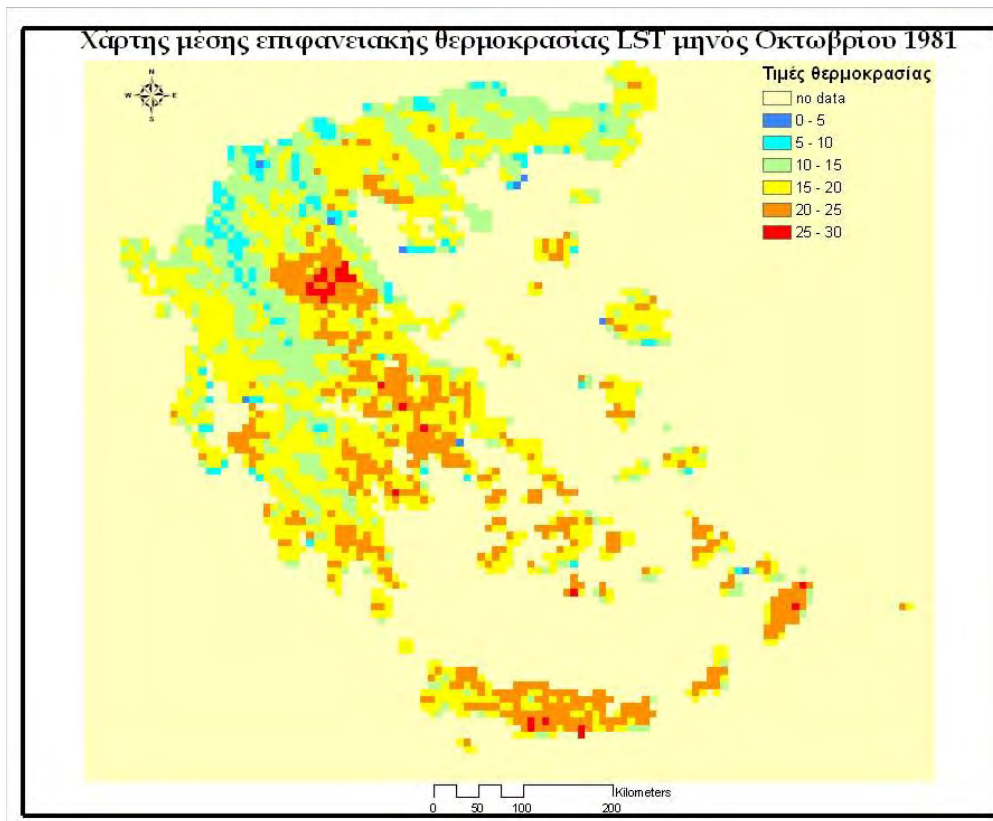 Χάρτης μέσης επιφανειακής θερμοκρασίας LST μηνός Οκτωβρίου 1981
N
W E
S
Τιμές θερμοκρασίας
no data
0 - 5
5 - 10
10 - 15
15 - 20
20 - 25
25 - 30
Kilometers
0 50 100 200